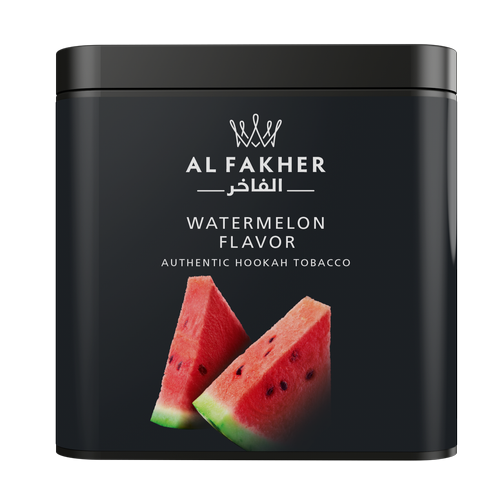 AL FAKHER
الفاخر
WATERMELON
FLAVOR
AUTHENTIC HOOKAH TOBACCO